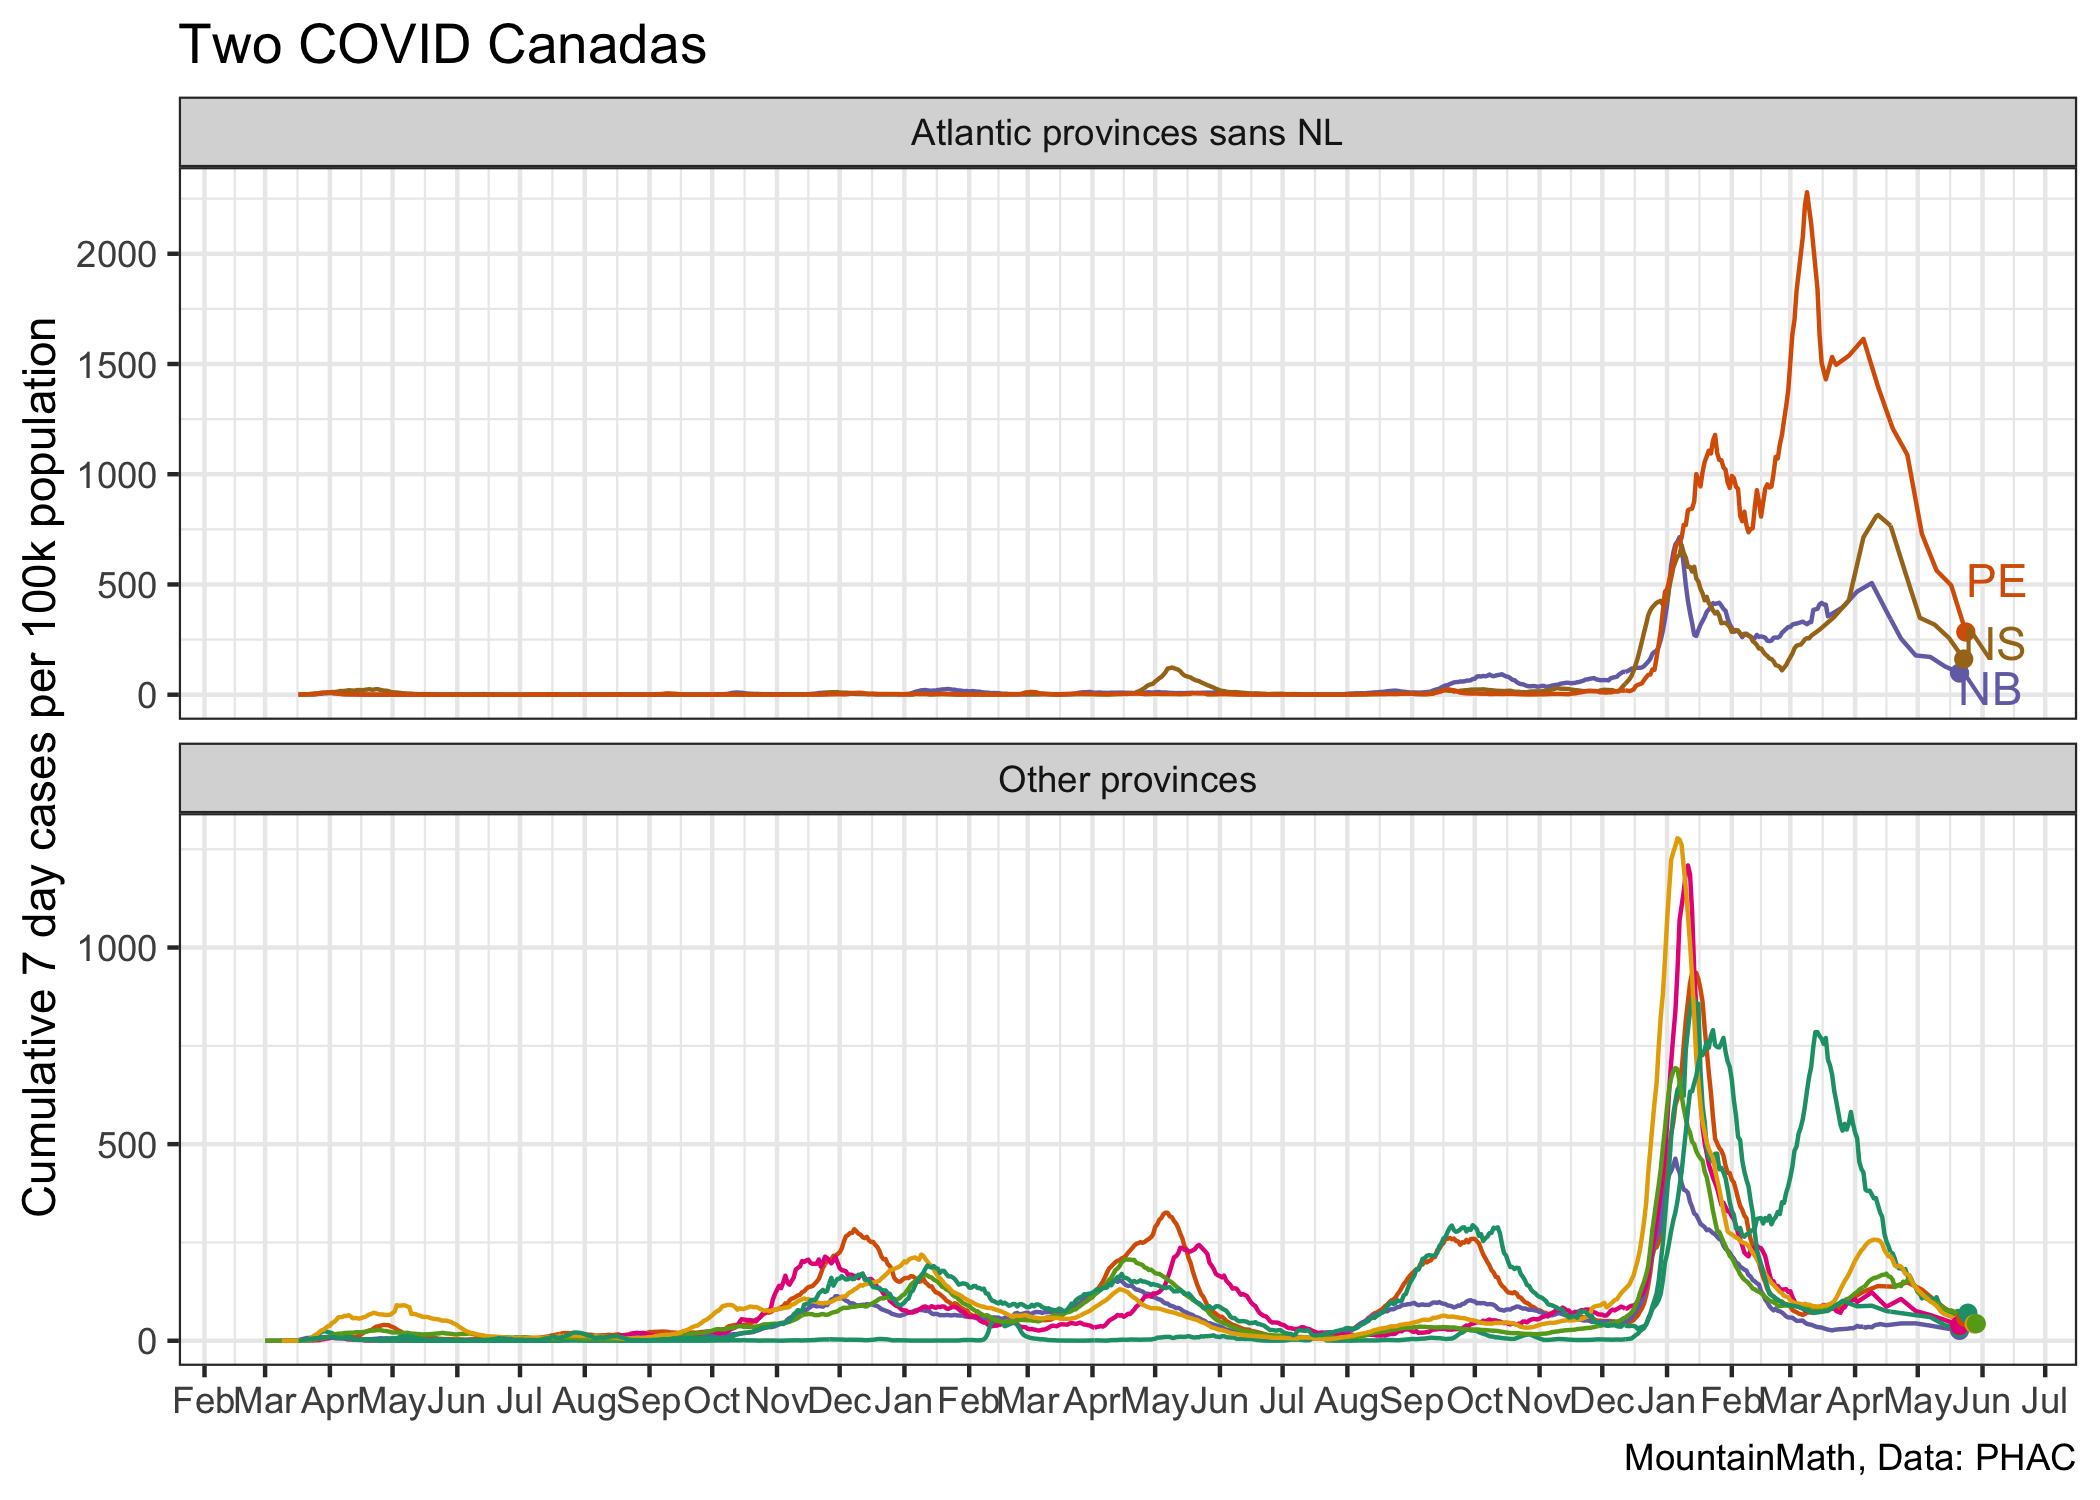 Two COVID Canadas
Atlantic provinces sans NL
Cumulative 7 day cases per 100k population
2000
1500
1000
500
0
PE
NS
NB
Other provinces
1000
500
0
Feb Mar Apr May Jun Jul Aug Sep Oct Nov Dec Jan Feb Mar Apr May Jun Jul Aug Sep Oct Nov Dec Jan Feb Mar Apr May Jun Jul
MountainMath, Data: PHAC